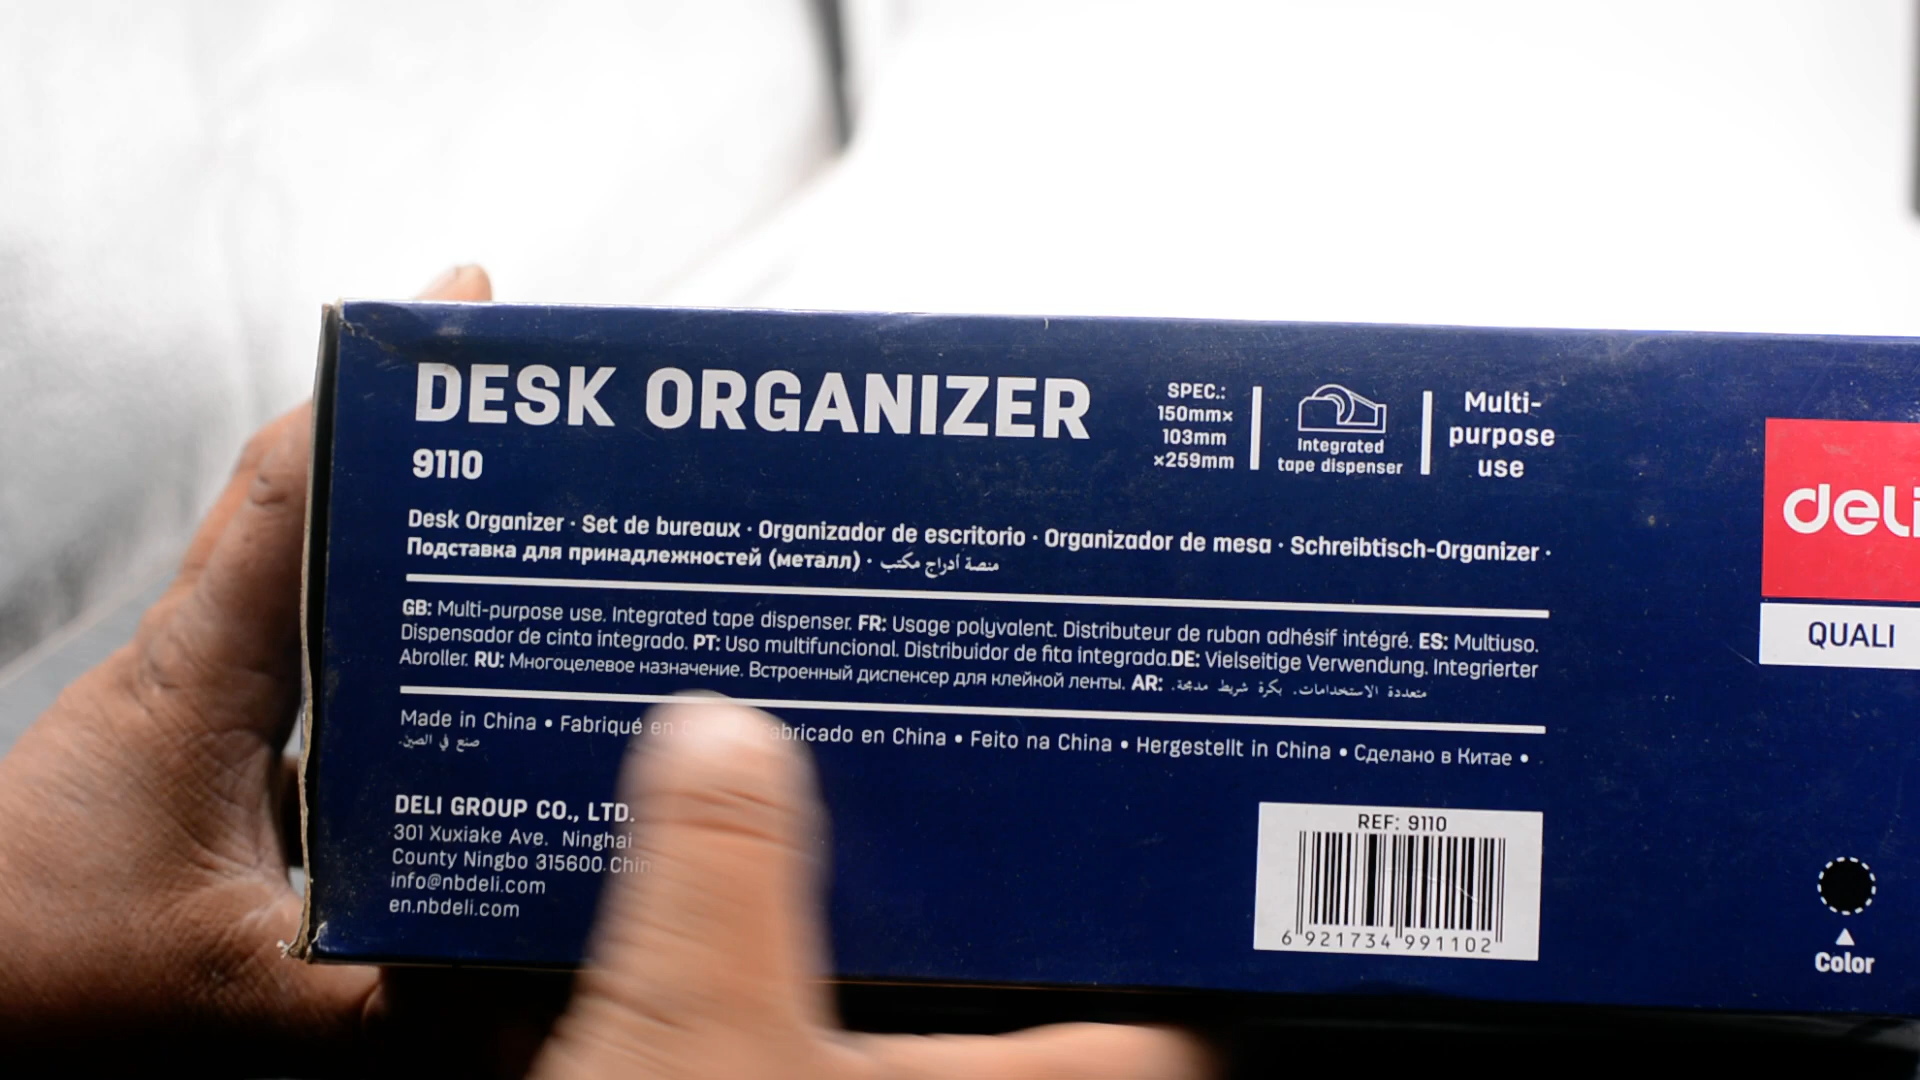 DESK ORGANIZER
9110
SPEC.:
150mm×
103mm
×259mm
Integrated
tape dispenser
Multi-
purpose
use
Desk Organizer · Set de bureaux · Organizador de escritorio · Organizador de mesa · Schreibtisch-Organizer ·
Подставка для принадлежностей (металл) · منصة أدراج مكتب
GB: Multi-purpose use. Integrated tape dispenser. FR: Usage polyvalent. Distributeur de ruban adhésif intégré. ES: Multiuso.
Dispensador de cinta integrado. PT: Uso multifuncional. Distribuidor de fita integrada.DE: Vielseitige Verwendung. Integrierter
Abroller. RU: Многоцелевое назначение. Встроенный диспенсер для клейкой ленты. AR: متعددة الاستخدامات. بكرة شريط مدمجة.
Made in China • Fabriqué en en China • Feito na China • Hergestellt in China • Сделано в Китае •
صنع في الصين.
DELI GROUP CO., LTD.
301 Xuxiake Ave. Ninghai
County Ningbo 315600
info@nbdeli.com
en.nbdeli.com
REF: 9110
6 921734 991102
deli
QUALI
Color